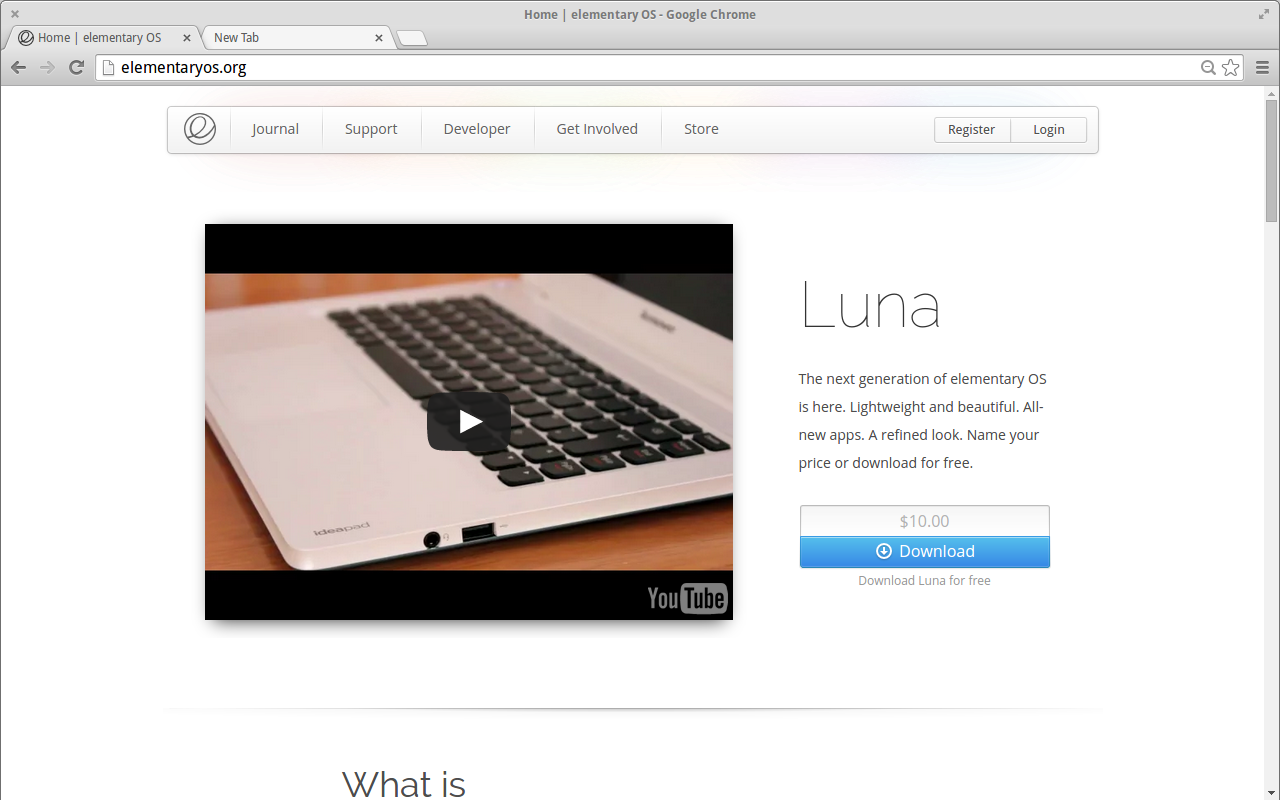 Home | elementary OS - Google Chrome
Home | elementary OS
New Tab
elementaryos.org
Journal
Support
Developer
Get Involved
Store
Register
Login
ideapad
lenovo
YouTube
Luna
The next generation of elementary OS
is here. Lightweight and beautiful. All-
new apps. A refined look. Name your
price or download for free.
$10.00
Download
Download Luna for free
What is